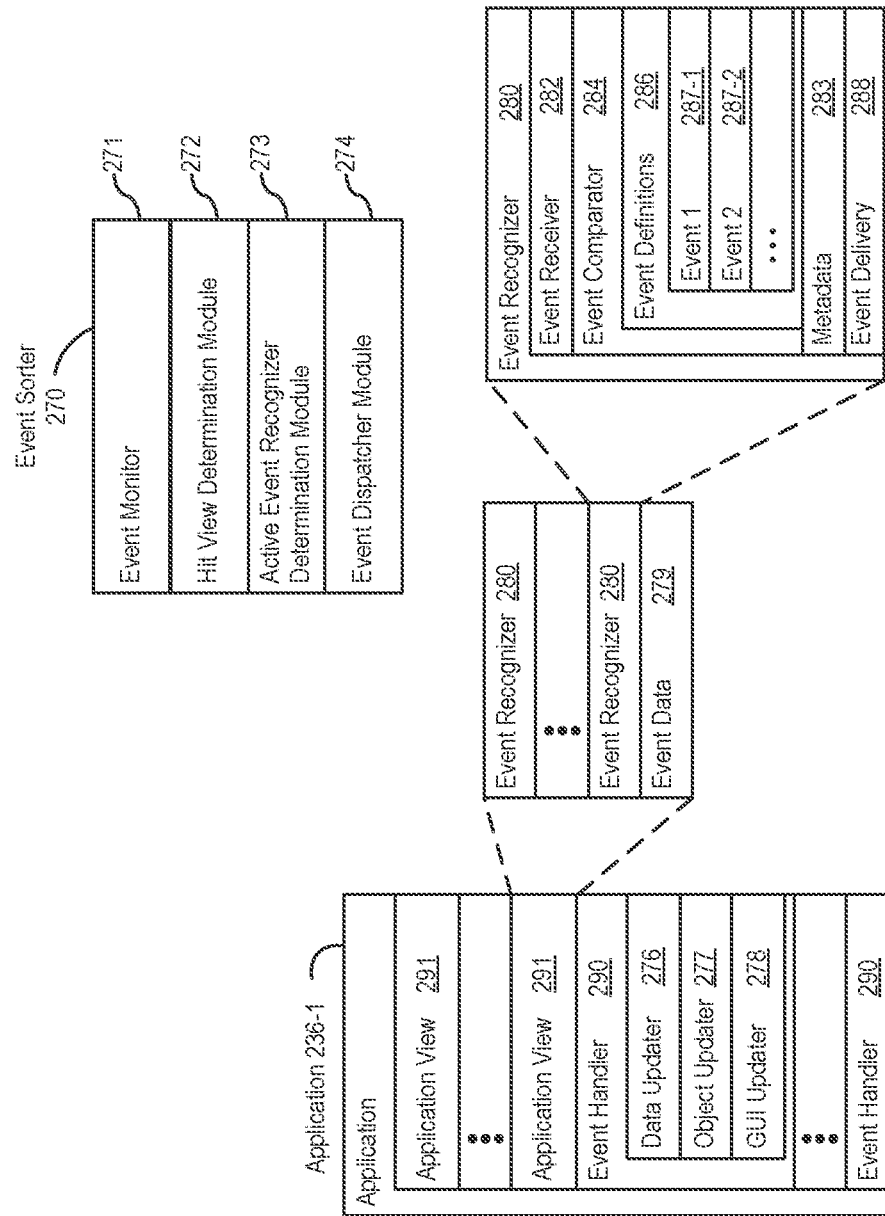 Event Sorter
270
Event Monitor
271
Hit View Determination Module
272
Active Event Recognizer
Determination Module
273
Event Dispatcher Module
274
Application 236-1
Application
Application View 291
•••
Application View 291
Event Handler 290
Data Updater 276
Object Updater 277
GUI Updater 278
•••
Event Handler 290
Event Recognizer 280
•••
Event Recognizer 280
Event Data 279
Event Recognizer 280
Event Receiver 282
Event Comparator 284
Event Definitions 286
Event 1 287-1
Event 2 287-2
•••
Metadata 283
Event Delivery 288